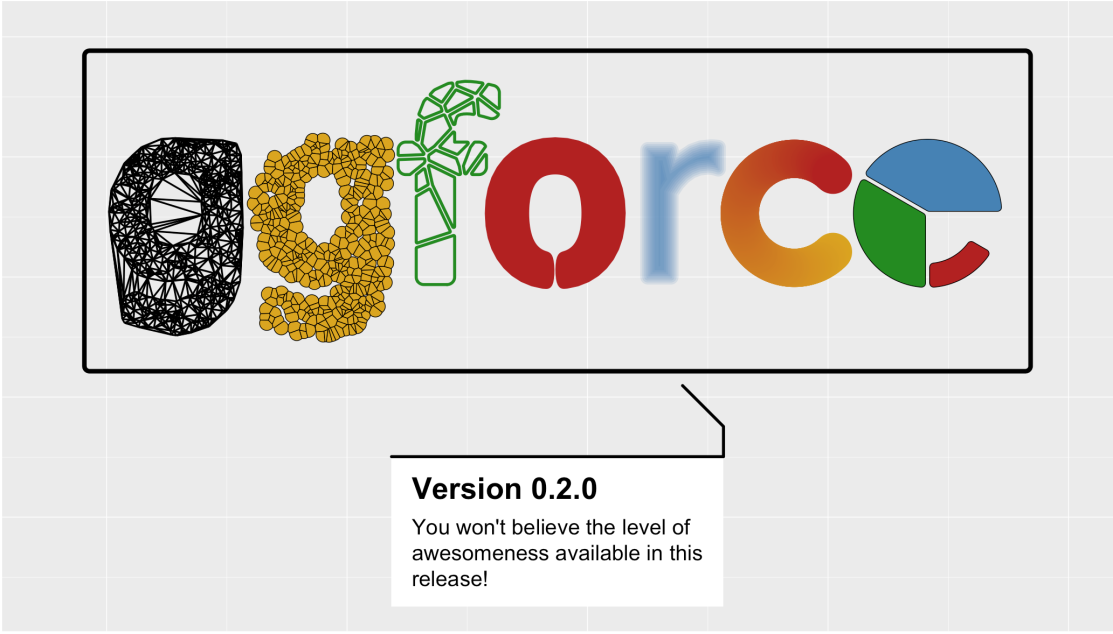 ggforce
Version 0.2.0
You won't believe the level of
awesomeness available in this
release!